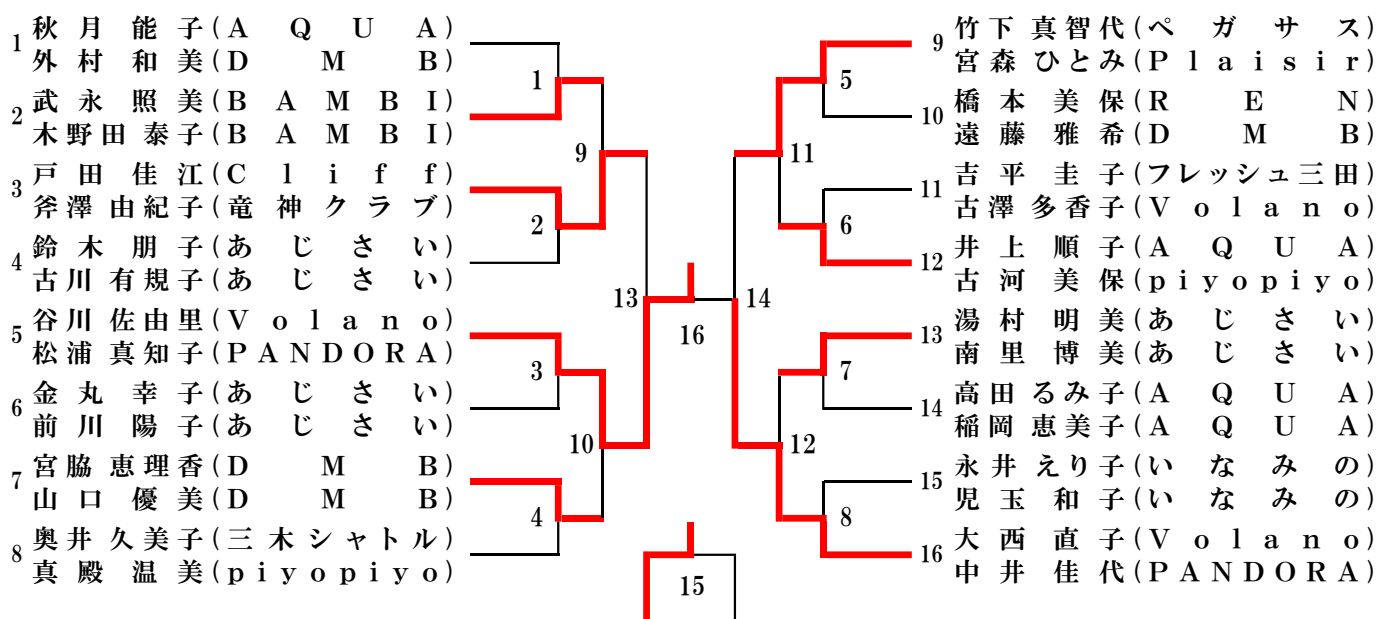 1
秋月能子(AQUA)
外村和美(DMB)
2
武永照美(BAMBI)
木野田泰子(BAMBI)
3
戸田佳江(Cliff)
斧澤由紀子(竜神クラブ)
4
鈴木朋子(あじさい)
古川有規子(あじさい)
5
谷川佐由里(Volano)
松浦真知子(PANDORA)
6
金丸幸子(あじさい)
前川陽子(あじさい)
7
宮脇恵理香(DMB)
山口優美(DMB)
8
奥井久美子(三木シャトル)
真殿温美(piyopiyo)
1
2
3
4
9
10
13
16
15
14
11
12
5
6
7
8
9
竹下真智代(ペガサス)
宮森ひとみ(Plaisir)
10
橋本美保(REN)
遠藤雅希(DMB)
11
吉平圭子(フレッシュ三田)
古澤多香子(Volano)
12
井上順子(AQUA)
古河美保(piyopiyo)
13
湯村明美(あじさい)
南里博美(あじさい)
14
高田るみ子(AQUA)
稲岡恵美子(AQUA)
15
永井えり子(いなみの)
児玉和子(いなみの)
16
大西直子(Volano)
中井佳代(PANDORA)